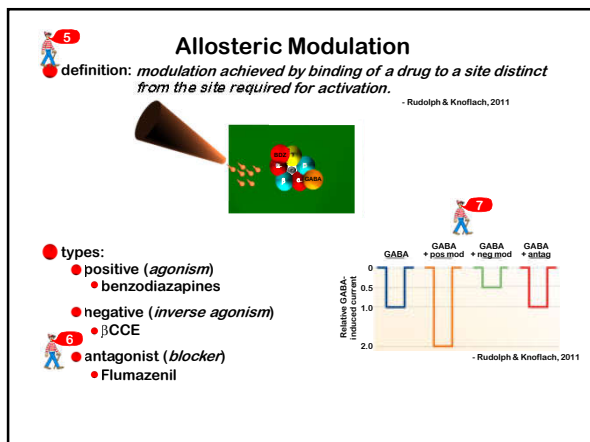 5
Allosteric Modulation
definition: modulation achieved by binding of a drug to a site distinct
from the site required for activation.
- Rudolph & Knoflach, 2011
BDZ
GABA
7
types:
positive (agonism)
benzodiazapines
negative (inverse agonism)
βCCE
6
antagonist (blocker)
Flumazenil
GABA
GABA + pos mod
GABA + neg mod
GABA + antag
Relative GABA-
induced current
0
0.5
1.0
2.0
- Rudolph & Knoflach, 2011